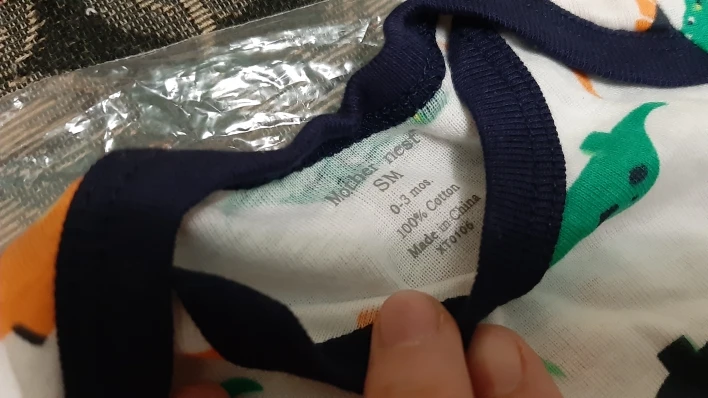 Mother nest
SM
0-3 mos.
100% Cotton
Made in China
XT0106